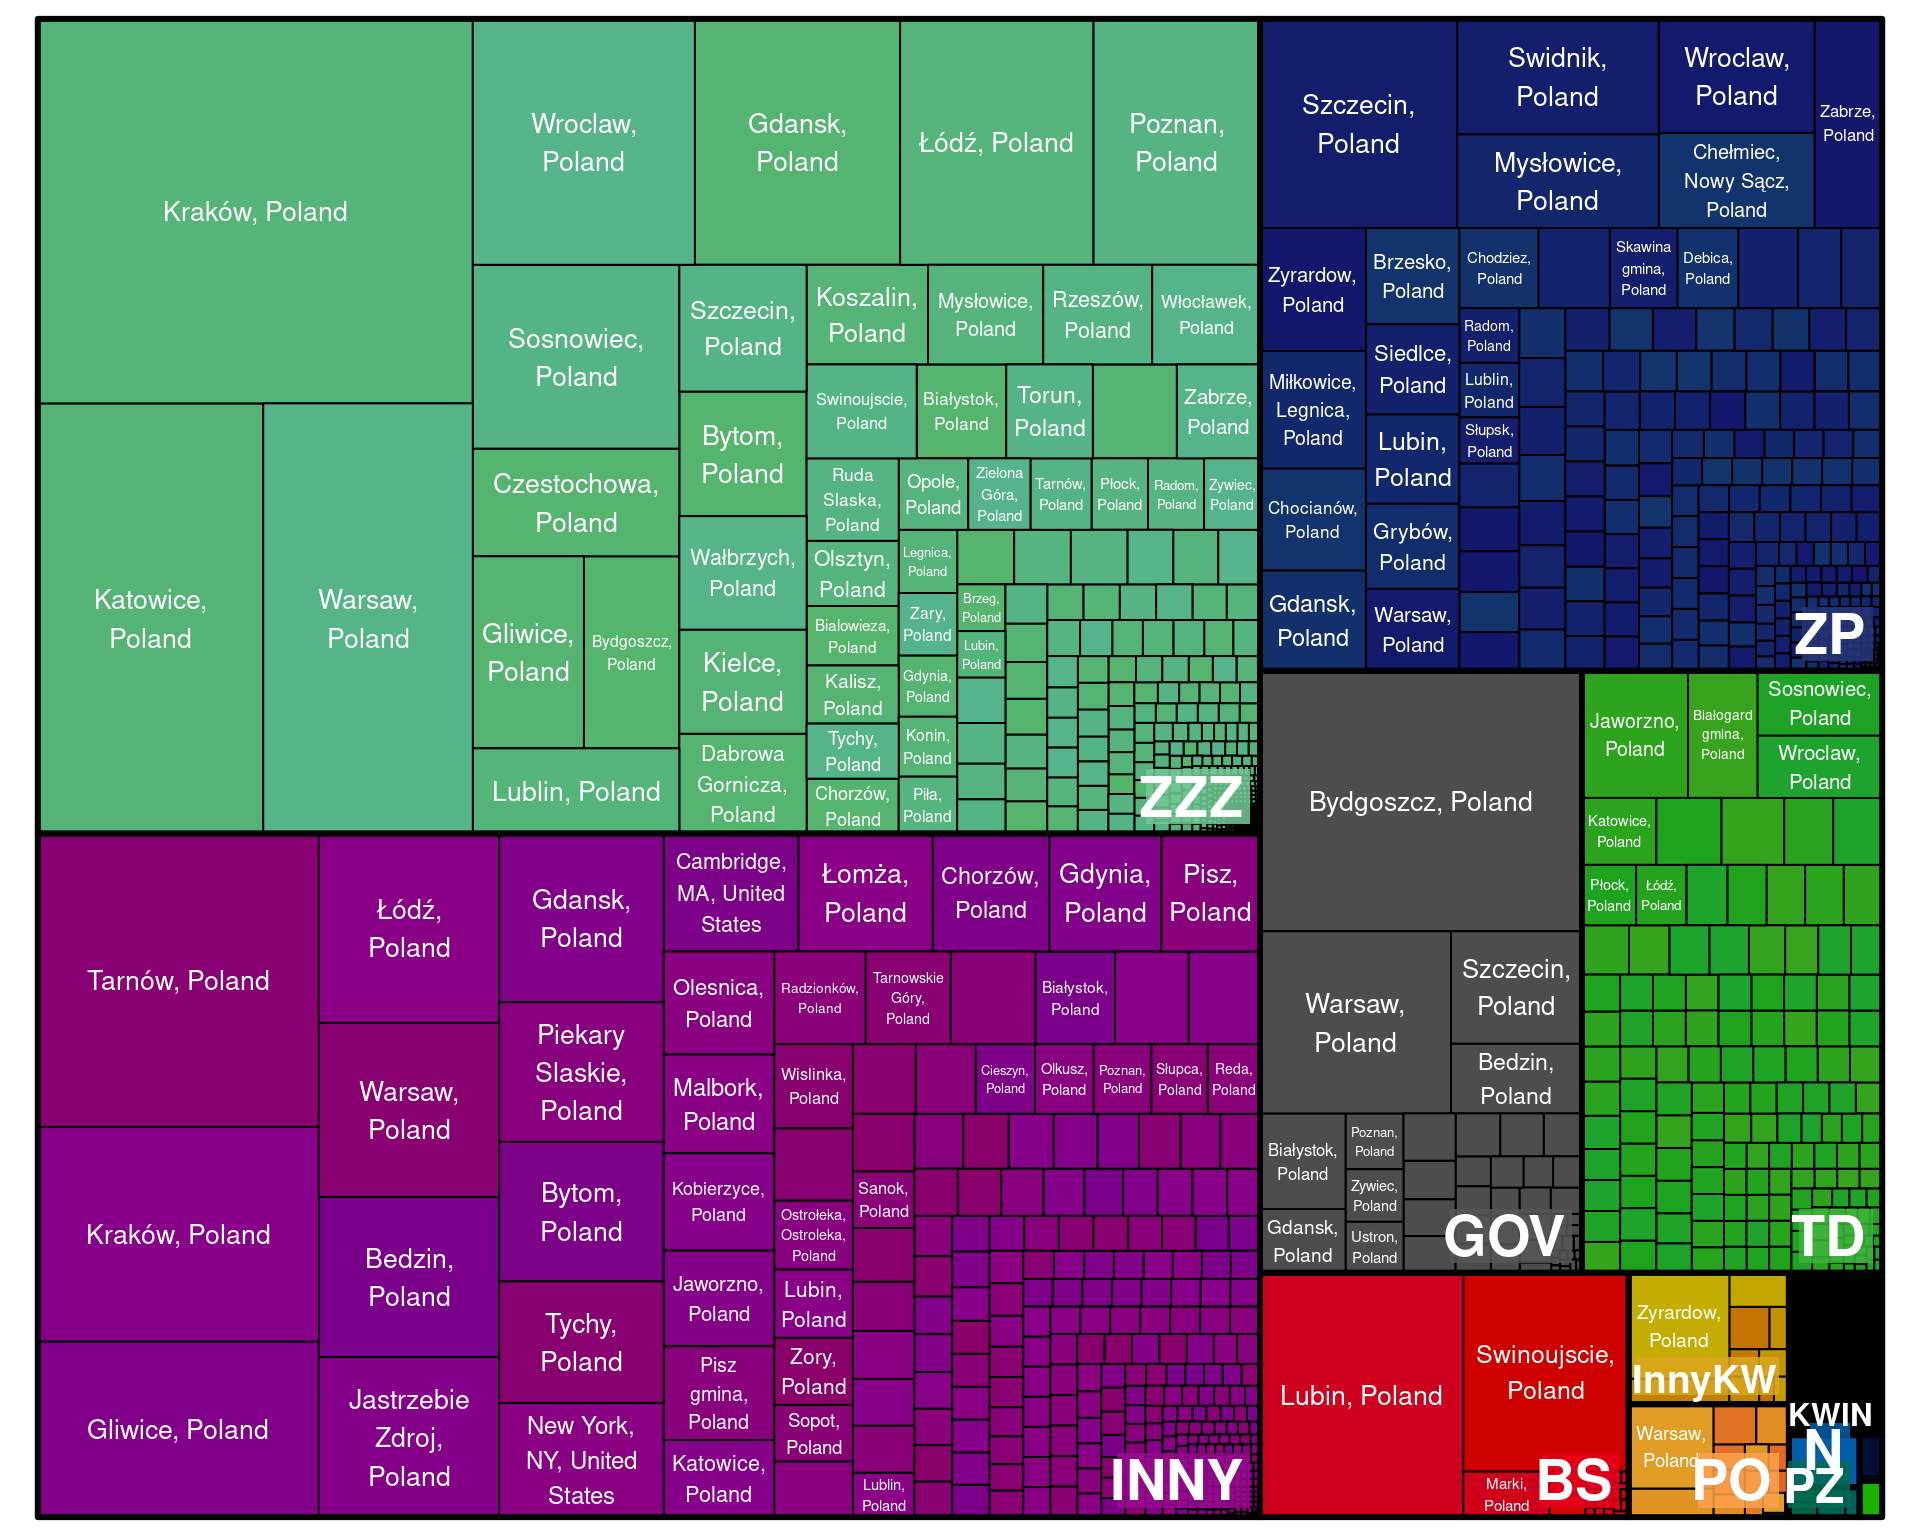 Kraków, Poland
Katowice,
Poland
Warsaw,
Poland
Wroclaw,
Poland
Gdansk,
Poland
Łódź, Poland
Poznan,
Poland
Sosnowiec,
Poland
Czestochowa,
Poland
Gliwice,
Poland
Bydgoszcz,
Poland
Lublin, Poland
Szczecin,
Poland
Bytom,
Poland
Wałbrzych,
Poland
Kielce,
Poland
Dabrowa
Gornicza,
Poland
Koszalin,
Poland
Mysłowice,
Poland
Rzeszów,
Poland
Włocławek,
Poland
Swinoujscie,
Poland
Białystok,
Poland
Torun,
Poland
Zabrze,
Poland
Ruda
Slaska,
Poland
Olsztyn,
Poland
Bialowieza,
Poland
Kalisz,
Poland
Tychy,
Poland
Chorzów,
Poland
Opole,
Poland
Zielona
Góra,
Poland
Tarnów,
Poland
Płock,
Poland
Radom,
Poland
Zywiec,
Poland
Legnica,
Poland
Zary,
Poland
Gdynia,
Poland
Konin,
Poland
Piła,
Poland
Brzeg,
Poland
Lubin,
Poland
ZZZ
Szczecin,
Poland
Swidnik,
Poland
Mysłowice,
Poland
Wroclaw,
Poland
Chełmiec,
Nowy Sącz,
Poland
Zabrze,
Poland
Zyrardow,
Poland
Miłkowice,
Legnica,
Poland
Chocianów,
Poland
Gdansk,
Poland
Brzesko,
Poland
Siedlce,
Poland
Lubin,
Poland
Grybów,
Poland
Warsaw,
Poland
Chodziez,
Poland
Skawina
gmina,
Poland
Debica,
Poland
Radom,
Poland
Lublin,
Poland
Słupsk,
Poland
ZP
Tarnów, Poland
Kraków, Poland
Gliwice, Poland
Łódź,
Poland
Warsaw,
Poland
Bedzin,
Poland
Jastrzebie
Zdroj,
Poland
Gdansk,
Poland
Piekary
Slaskie,
Poland
Bytom,
Poland
Tychy,
Poland
New York,
NY, United
States
Cambridge,
MA, United
States
Łomża,
Poland
Chorzów,
Poland
Gdynia,
Poland
Pisz,
Poland
Olesnica,
Poland
Malbork,
Poland
Kobierzyce,
Poland
Jaworzno,
Poland
Pisz
gmina,
Poland
Katowice,
Poland
Radzionków,
Poland
Tarnowskie
Góry,
Poland
Białystok,
Poland
Wislinka,
Poland
Cieszyn,
Poland
Olkusz,
Poland
Poznan,
Poland
Słupca,
Poland
Reda,
Poland
Sanok,
Poland
Ostrołeka,
Ostroleka,
Poland
Lubin,
Poland
Zory,
Poland
Sopot,
Poland
Lublin,
Poland
INNY
Bydgoszcz, Poland
Warsaw,
Poland
Szczecin,
Poland
Bedzin,
Poland
Białystok,
Poland
Gdansk,
Poland
Poznan,
Poland
Zywiec,
Poland
Ustron,
Poland
GOV
Jaworzno,
Poland
Białogard
gmina,
Poland
Sosnowiec,
Poland
Wroclaw,
Poland
Katowice,
Poland
Płock,
Poland
Łódź,
Poland
TD
Lubin, Poland
Swinoujscie,
Poland
Marki,
Poland
BS
Zyrardow,
Poland
InnyKW
Warsaw,
Poland
PO
KWIN
N
PZ